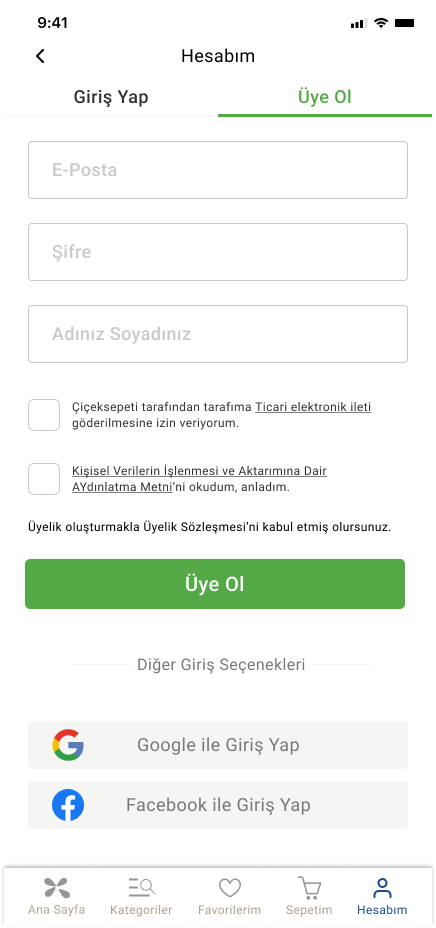 9:41
Hesabım
Giriş Yap
Üye Ol
E-Posta
Şifre
Adınız Soyadınız
Çiçeksepeti tarafından tarafıma Ticari elektronik ileti
göderilmesine izin veriyorum.
Kişisel Verilerin İşlenmesi ve Aktarımına Dair
AYdınlatma Metni'ni okudum, anladım.
Üyelik oluşturmakla Üyelik Sözleşmesi'ni kabul etmiş olursunuz.
Üye Ol
Diğer Giriş Seçenekleri
Google ile Giriş Yap
Facebook ile Giriş Yap
Ana Sayfa
Kategoriler
Favorilerim
Sepetim
Hesabım